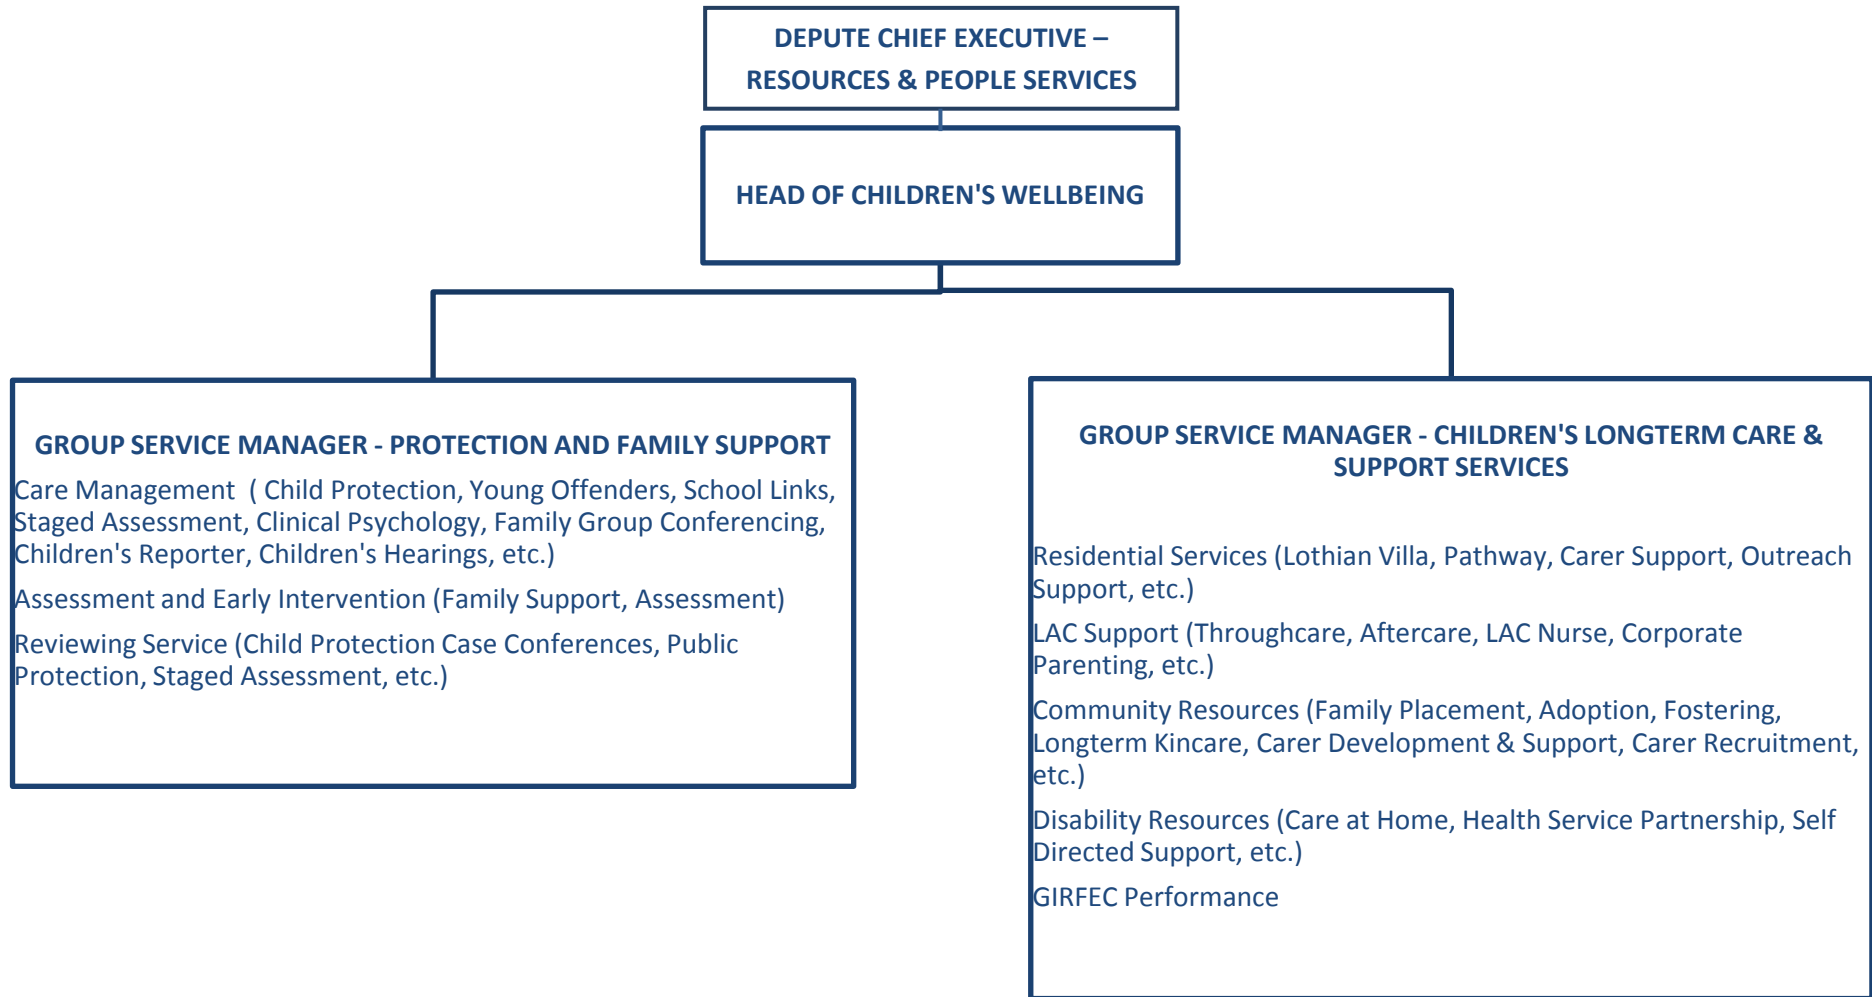 DEPUTE CHIEF EXECUTIVE –
RESOURCES & PEOPLE SERVICES
HEAD OF CHILDREN'S WELLBEING
GROUP SERVICE MANAGER - PROTECTION AND FAMILY SUPPORT
Care Management ( Child Protection, Young Offenders, School Links,
Staged Assessment, Clinical Psychology, Family Group Conferencing,
Children's Reporter, Children's Hearings, etc.)
Assessment and Early Intervention (Family Support, Assessment)
Reviewing Service (Child Protection Case Conferences, Public
Protection, Staged Assessment, etc.)
GROUP SERVICE MANAGER - CHILDREN'S LONGTERM CARE &
SUPPORT SERVICES
Residential Services (Lothian Villa, Pathway, Carer Support, Outreach
Support, etc.)
LAC Support (Throughcare, Aftercare, LAC Nurse, Corporate
Parenting, etc.)
Community Resources (Family Placement, Adoption, Fostering,
Longterm Kincare, Carer Development & Support, Carer Recruitment,
etc.)
Disability Resources (Care at Home, Health Service Partnership, Self
Directed Support, etc.)
GIRFEC Performance